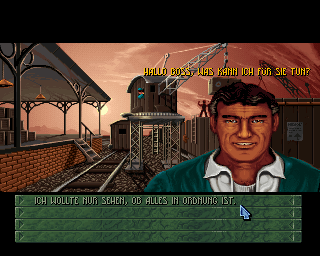 HALLO BOSS, WAS KANN ICH FÜR SIE TUN?
ICH WOLLTE NUR SEHEN, OB ALLES IN ORDNUNG IST.